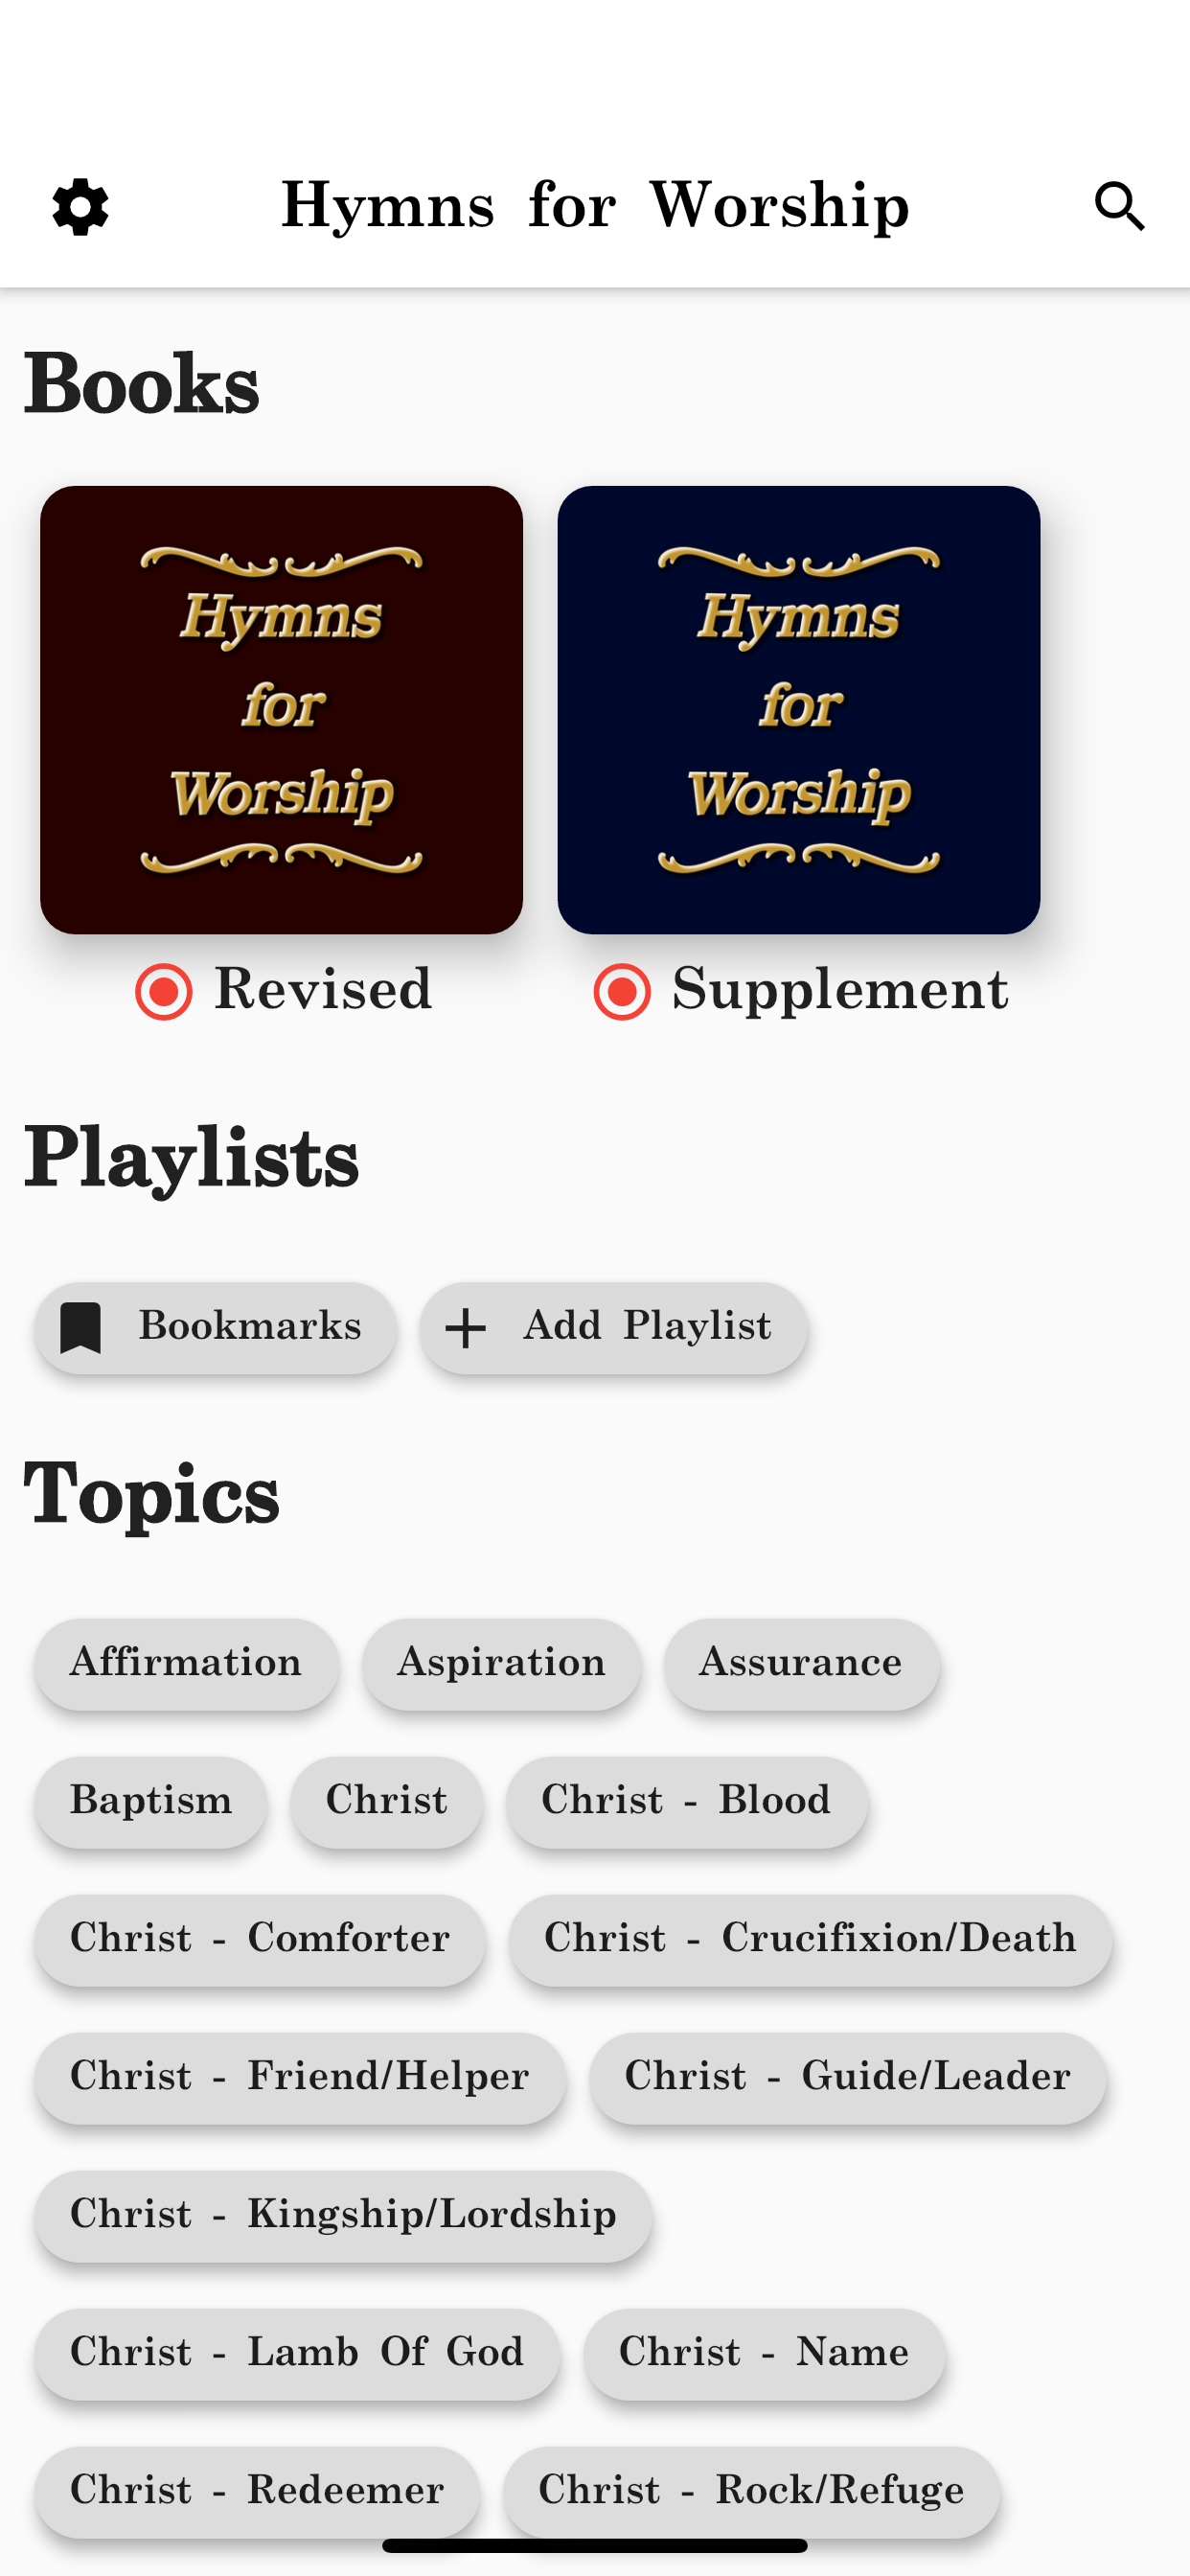 Hymns for Worship
Books
Hymns
for
Worship
Hymns
for
Worship
Revised
Supplement
Playlists
Bookmarks
Add Playlist
Topics
Affirmation
Aspiration
Assurance
Baptism
Christ
Christ - Blood
Christ - Comforter
Christ - Crucifixion/Death
Christ - Friend/Helper
Christ - Guide/Leader
Christ - Kingship/Lordship
Christ - Lamb Of God
Christ - Name
Christ - Redeemer
Christ - Rock/Refuge